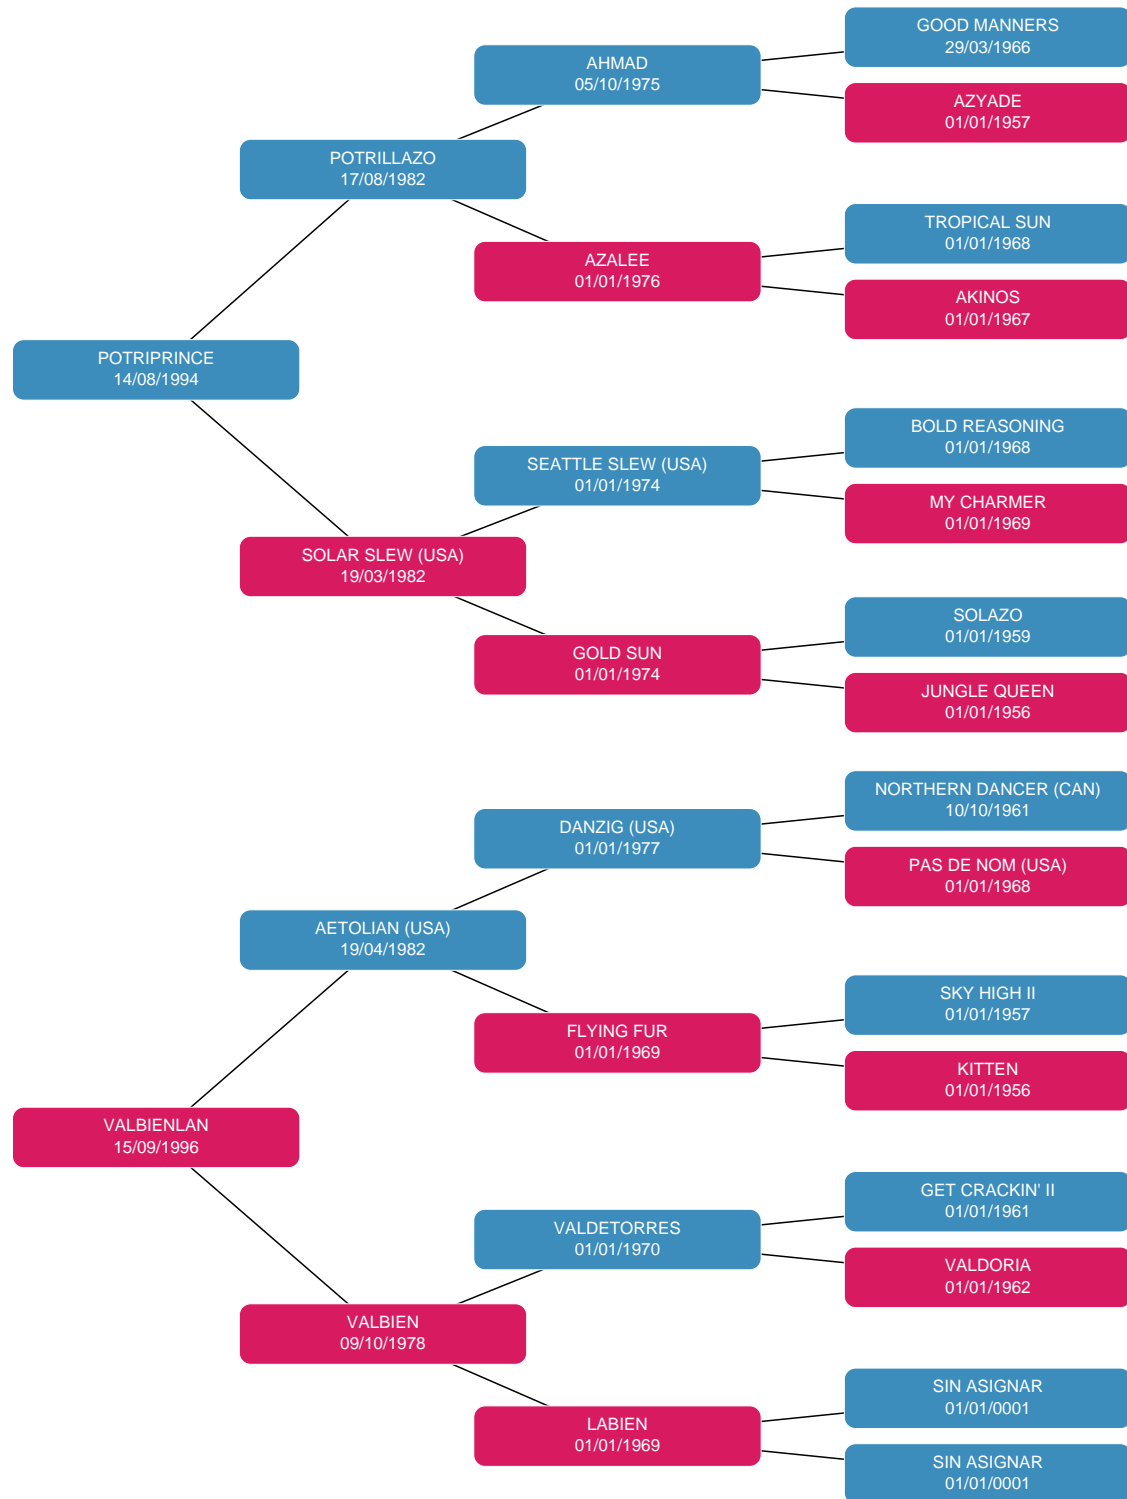 GOOD MANNERS
29/03/1966
AHMAD
05/10/1975
AZYADE
01/01/1957
POTRILLAZO
17/08/1982
TROPICAL SUN
01/01/1968
AZALEE
01/01/1976
AKINOS
01/01/1967
POTRIPRINCE
14/08/1994
BOLD REASONING
01/01/1968
SEATTLE SLEW (USA)
01/01/1974
MY CHARMER
01/01/1969
SOLAR SLEW (USA)
19/03/1982
SOLAZO
01/01/1959
GOLD SUN
01/01/1974
JUNGLE QUEEN
01/01/1956
NORTHERN DANCER (CAN)
10/10/1961
DANZIG (USA)
01/01/1977
PAS DE NOM (USA)
01/01/1968
AETOLIAN (USA)
19/04/1982
SKY HIGH II
01/01/1957
FLYING FUR
01/01/1969
KITTEN
01/01/1956
VALBIENLAN
15/09/1996
GET CRACKIN' II
01/01/1961
VALDETORRES
01/01/1970
VALDORIA
01/01/1962
VALBIEN
09/10/1978
SIN ASIGNAR
01/01/0001
LABIEN
01/01/1969
SIN ASIGNAR
01/01/0001